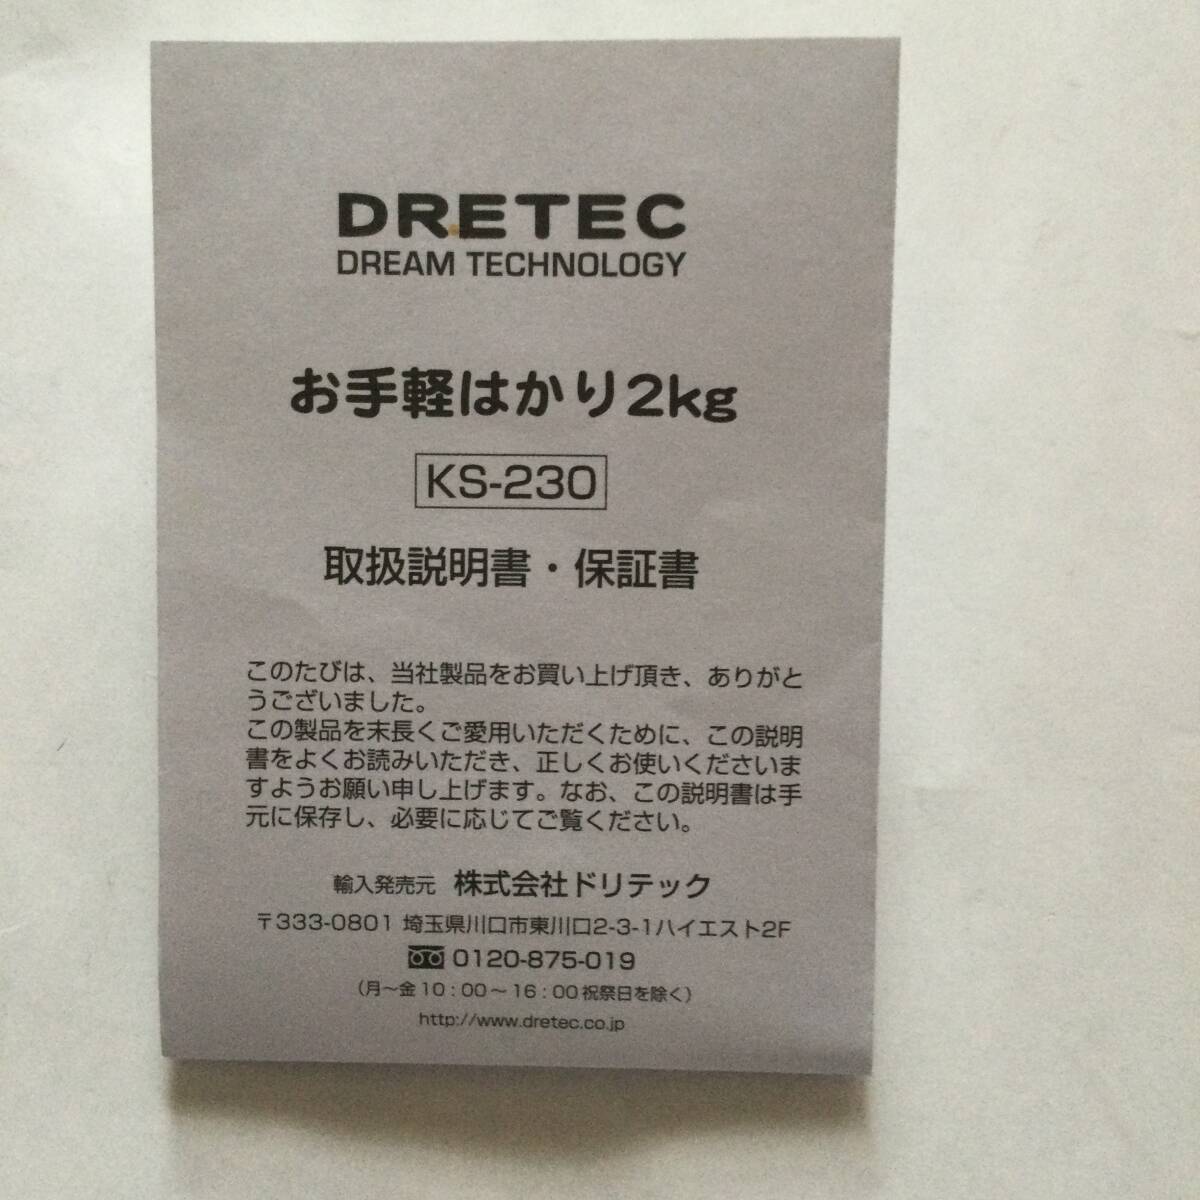 DRETEC
DREAM TECHNOLOGY
お手軽はかり2kg
KS-230
取扱説明書・保証書
このたびは、当社製品をお買い上げ頂き、ありがと
うございました。
この製品を末長くご愛用いただくために、この説明
書をよくお読みいただき、正しくお使いくださいま
すようお願い申し上げます。なお、この説明書は手
元に保存し、必要に応じてご覧ください。
輸入発売元 株式会社ドリテック
〒333-0801 埼玉県川口市東川口2-3-1ハイエスト2F
0120-875-019
（月～金10：00～16：00祝祭日を除く）
http://www.dretec.co.jp